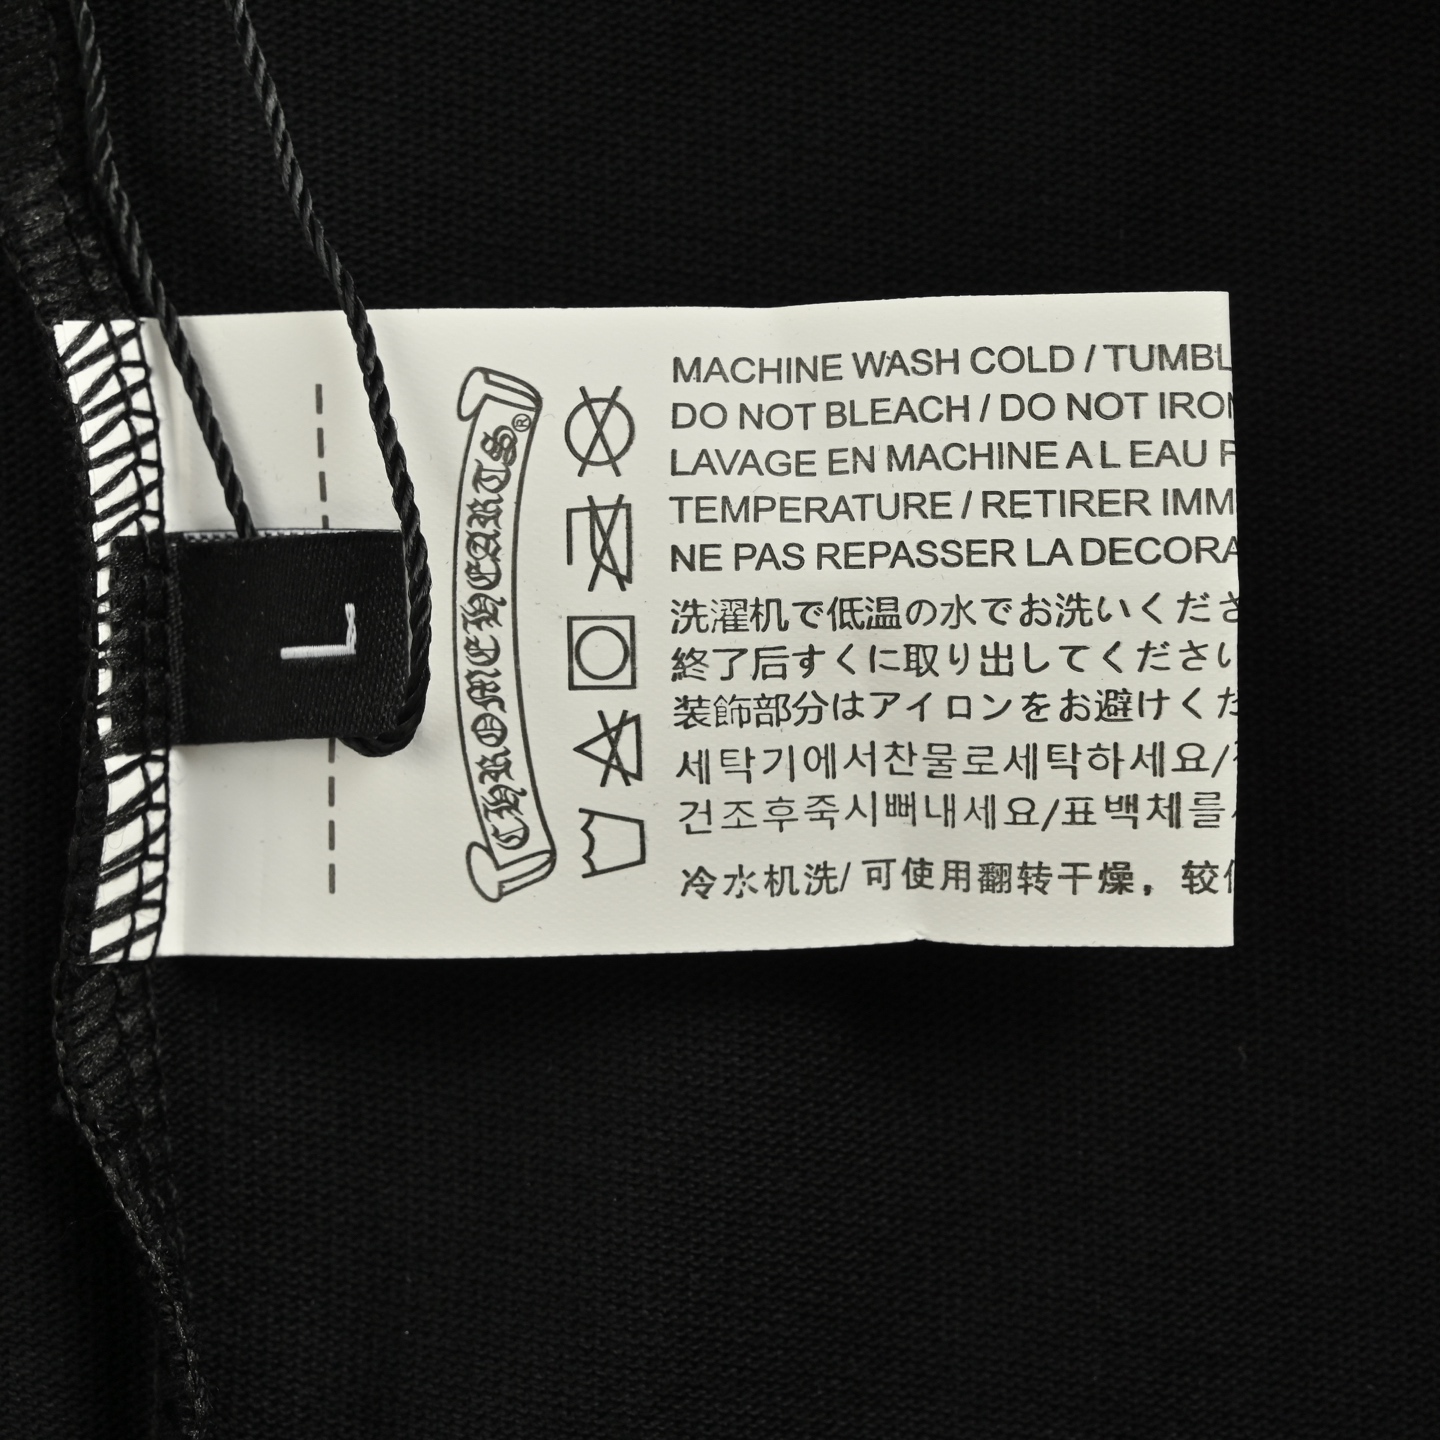 L
CHROME HEARTS®
MACHINE WASH COLD / TUMBL
DO NOT BLEACH / DO NOT IRON
LAVAGE EN MACHINE A L EAU F
TEMPERATURE / RETIRER IMM
NE PAS REPASSER LA DECORA
洗濯机で低温の水でお洗いくださ
終了后すくに取り出してください
装飾部分はアイロンをお避けくだ
세탁기에서찬물로세탁하세요/
건조후죽시뻐내세요/표백체를
冷水机洗/ 可使用翻转干燥，较